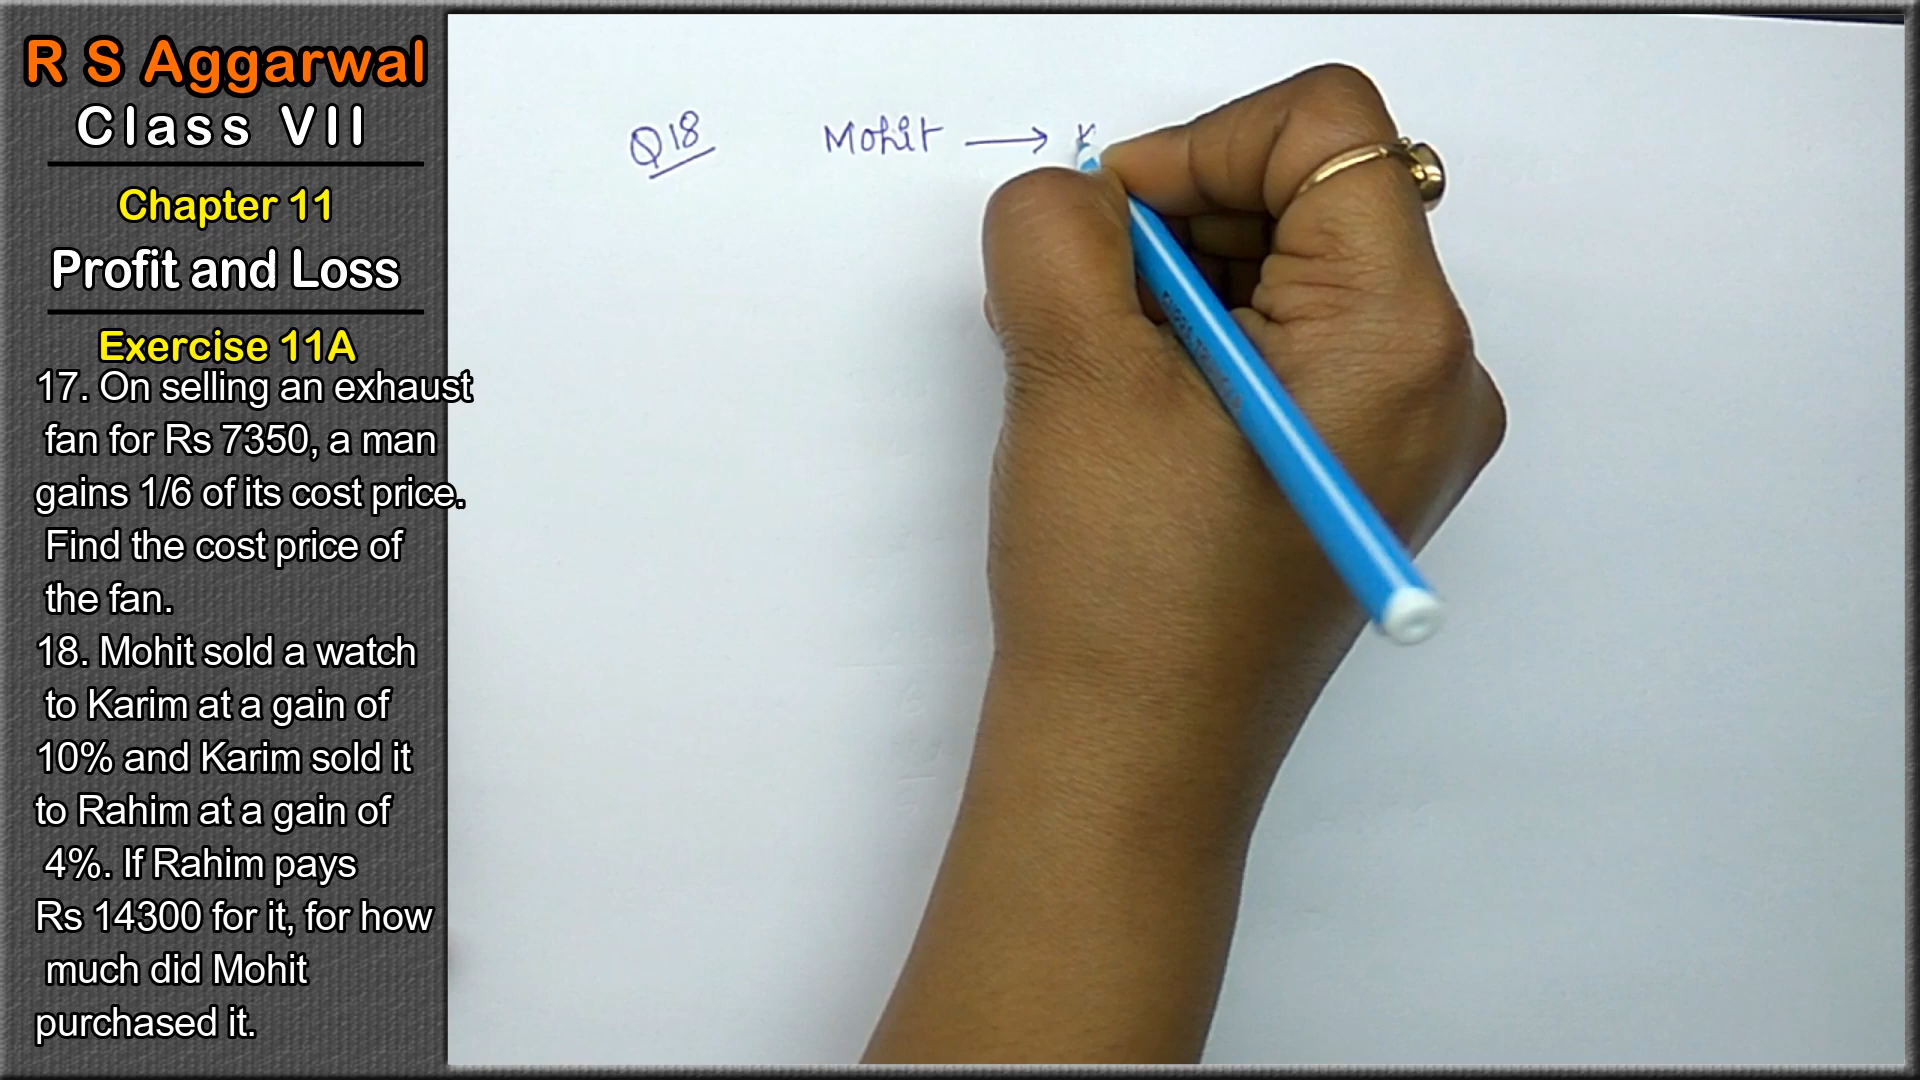 R S Aggarwal
Class VII
Chapter 11
Profit and Loss
Exercise 11A
17. On selling an exhaust
fan for Rs 7350, a man
gains 1/6 of its cost price.
Find the cost price of
the fan.
18. Mohit sold a watch
to Karim at a gain of
10% and Karim sold it
to Rahim at a gain of
4%. If Rahim pays
Rs 14300 for it, for how
much did Mohit
purchased it.
Q18 Mohit → K